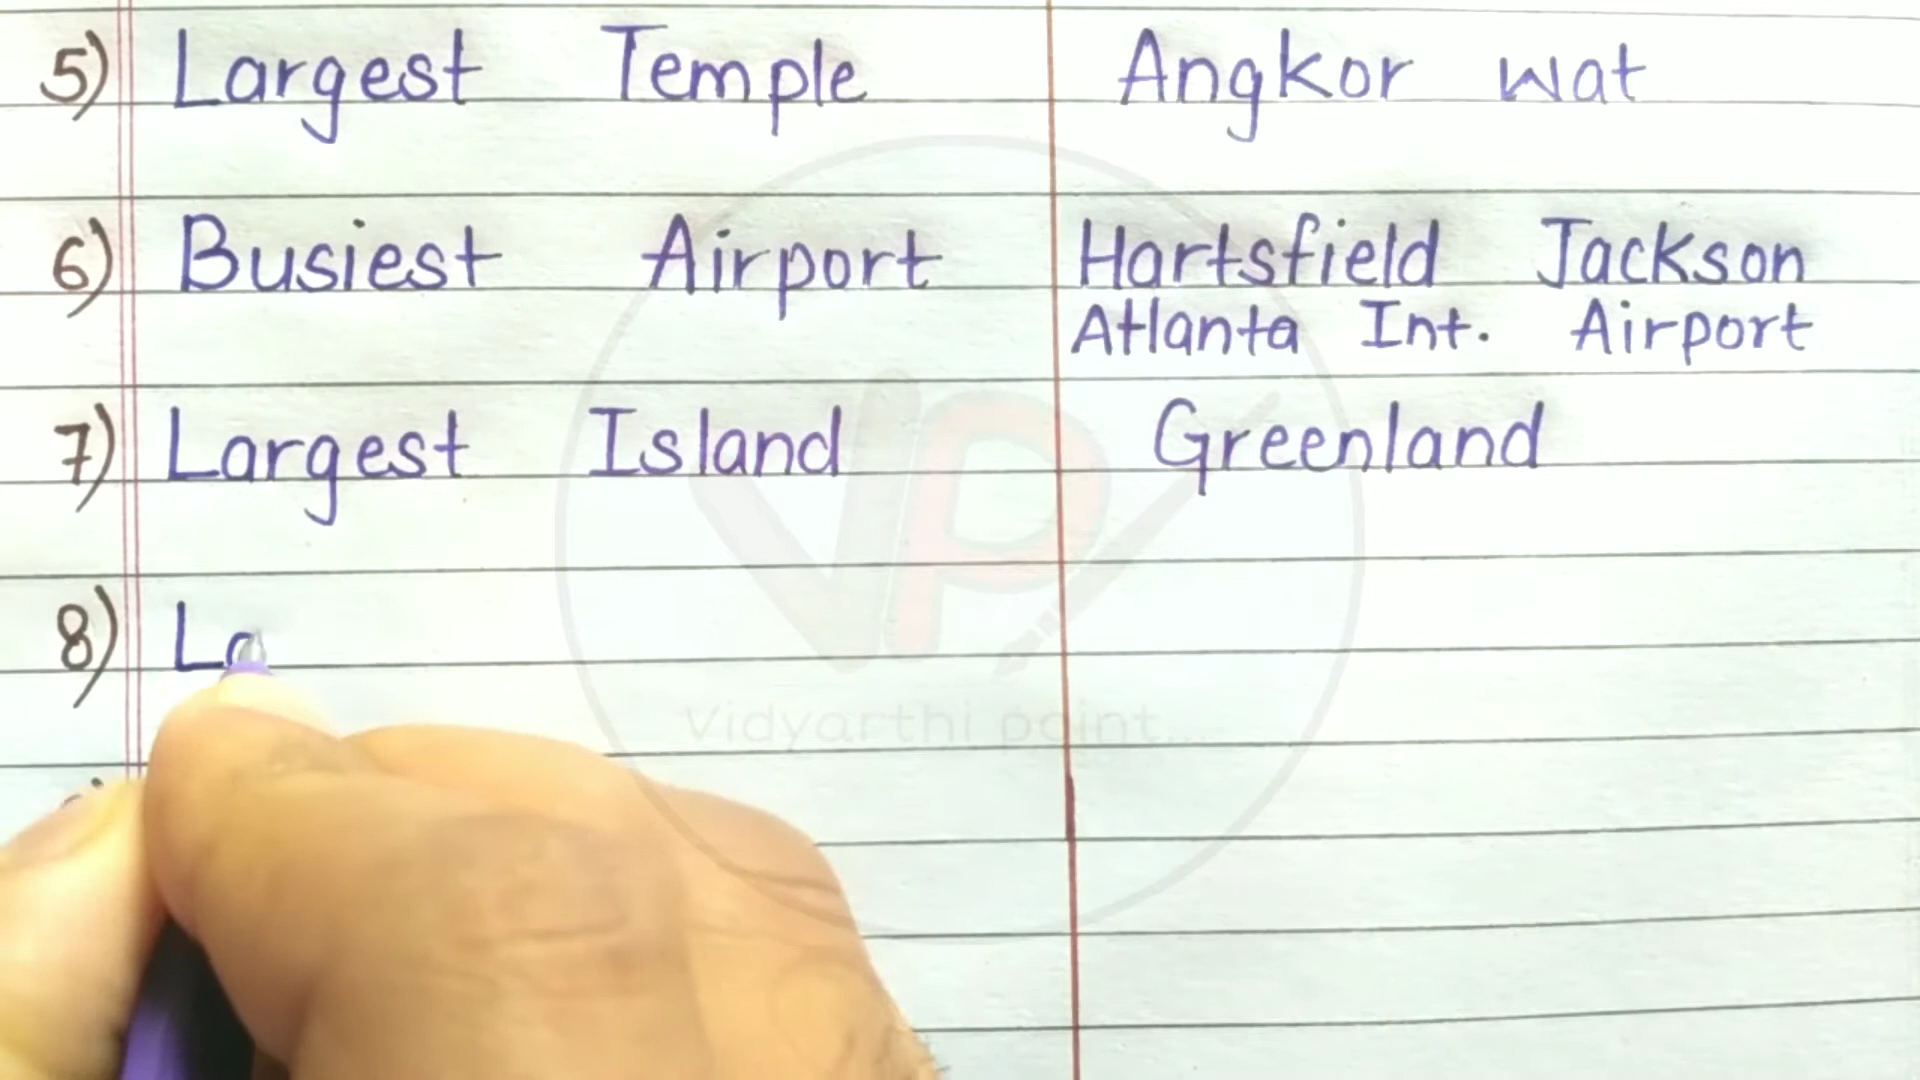 5) Largest Temple Angkor wat
6) Busiest Airport Hartsfield Jackson
Atlanta Int. Airport
7) Largest Island Greenland
8) La
Vidyarthi point...